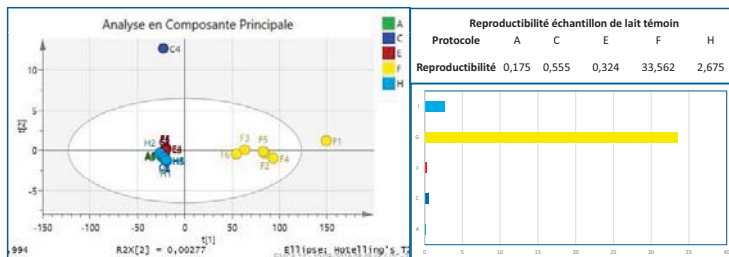 Analyse en Composante Principale
A
C
E
F
H
C4
10
5
0
-5
t[2]
H2
F3
F5
F1
F6
F2
F4
H1
-150 -100 -50 0 50 100 150 200
t[1]
R2X[2] = 0,00277
Ellipse: Hotelling's T2
Reproductibilité échantillon de lait témoin
Protocole A C E F H
Reproductibilité 0,175 0,555 0,324 33,562 2,675
I
G
F
C
A
0 5 10 15 20 25 30 35 40